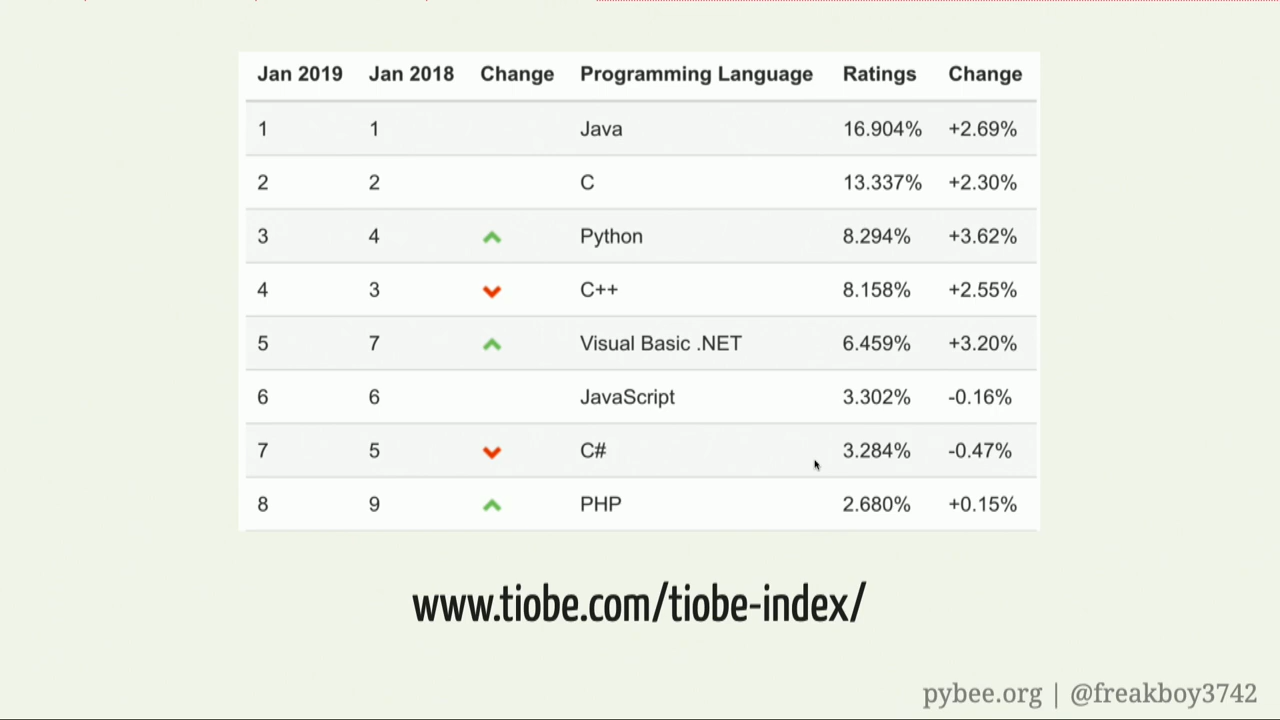 Jan 2019 Jan 2018 Change Programming Language Ratings Change
1 1 Java 16.904% +2.69%
2 2 C 13.337% +2.30%
3 4 Python 8.294% +3.62%
4 3 C++ 8.158% +2.55%
5 7 Visual Basic .NET 6.459% +3.20%
6 6 JavaScript 3.302% -0.16%
7 5 C# 3.284% -0.47%
8 9 PHP 2.680% +0.15%
www.tiobe.com/tiobe-index/
pybee.org | @freakboy3742